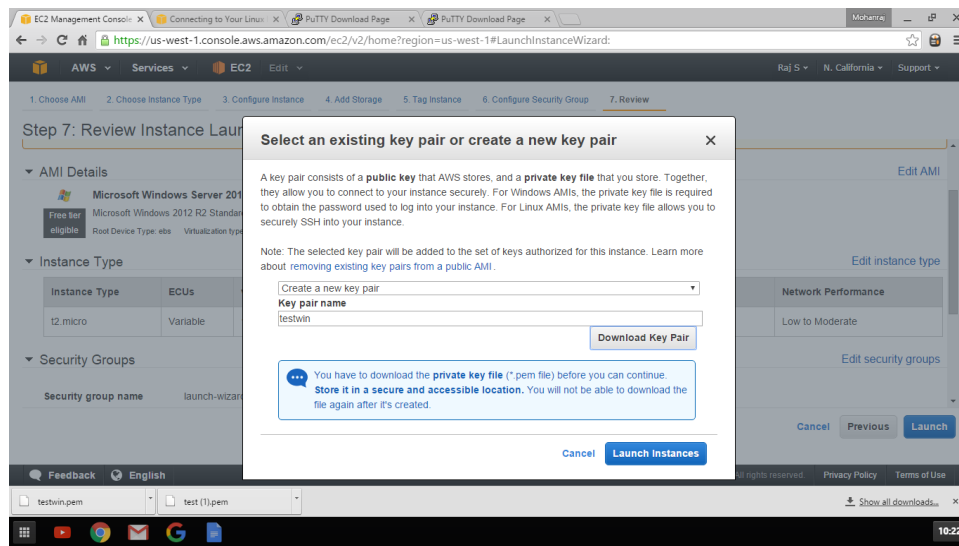 EC2 Management Console
Connecting to Your Linux I
PuTTY Download Page
PuTTY Download Page
Mohanraj
https://us-west-1.console.aws.amazon.com/ec2/v2/home?region=us-west-1#LaunchInstanceWizard:
AWS Services EC2 Edit Raj S N. California Support
1. Choose AMI 2. Choose Instance Type 3. Configure Instance 4. Add Storage 5. Tag Instance 6. Configure Security Group 7. Review
Step 7: Review Instance Laun
AMI Details
Edit AMI
Microsoft Windows Server 201
Free tier eligible
Microsoft Windows 2012 R2 Standar
Root Device Type: ebs Virtualization type
Instance Type
Edit instance type
Instance Type ECUs Network Performance
t2.micro Variable Low to Moderate
Security Groups
Edit security groups
Security group name launch-wizard
Cancel Previous Launch
Select an existing key pair or create a new key pair
A key pair consists of a public key that AWS stores, and a private key file that you store. Together,
they allow you to connect to your instance securely. For Windows AMIs, the private key file is required
to obtain the password used to log into your instance. For Linux AMIs, the private key file allows you to
securely SSH into your instance.
Note: The selected key pair will be added to the set of keys authorized for this instance. Learn more
about removing existing key pairs from a public AMI .
Create a new key pair
Key pair name
testwin
Download Key Pair
You have to download the private key file (*.pem file) before you can continue.
Store it in a secure and accessible location. You will not be able to download the
file again after it's created.
Cancel Launch Instances
Feedback English
All rights reserved. Privacy Policy Terms of Use
testwin.pem
test (1).pem
Show all downloads...
10:22